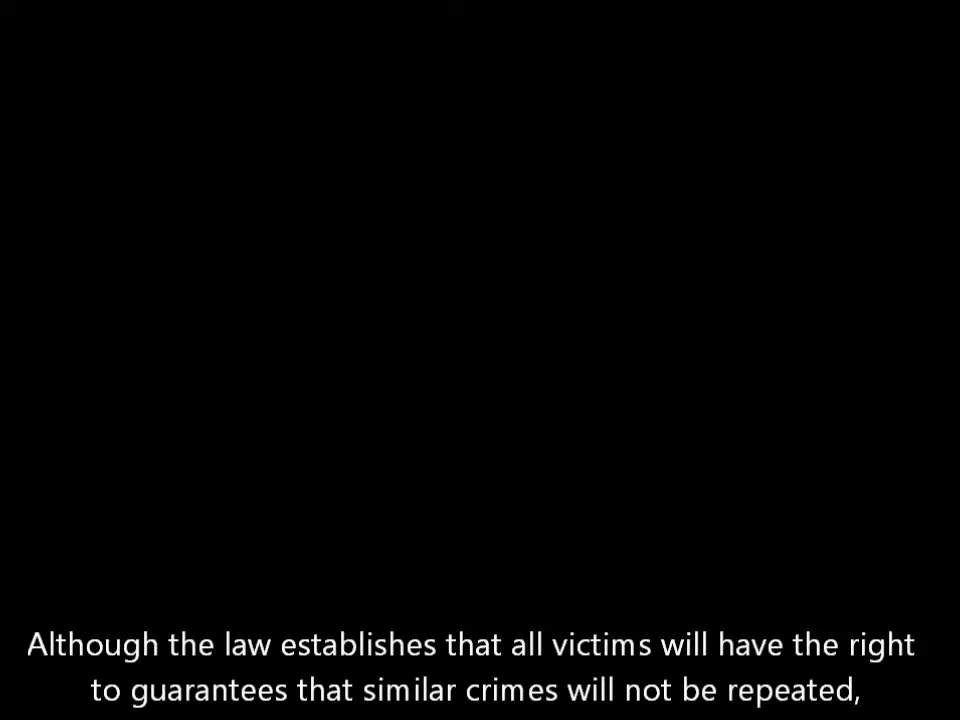 Although the law establishes that all victims will have the right
to guarantees that similar crimes will not be repeated,